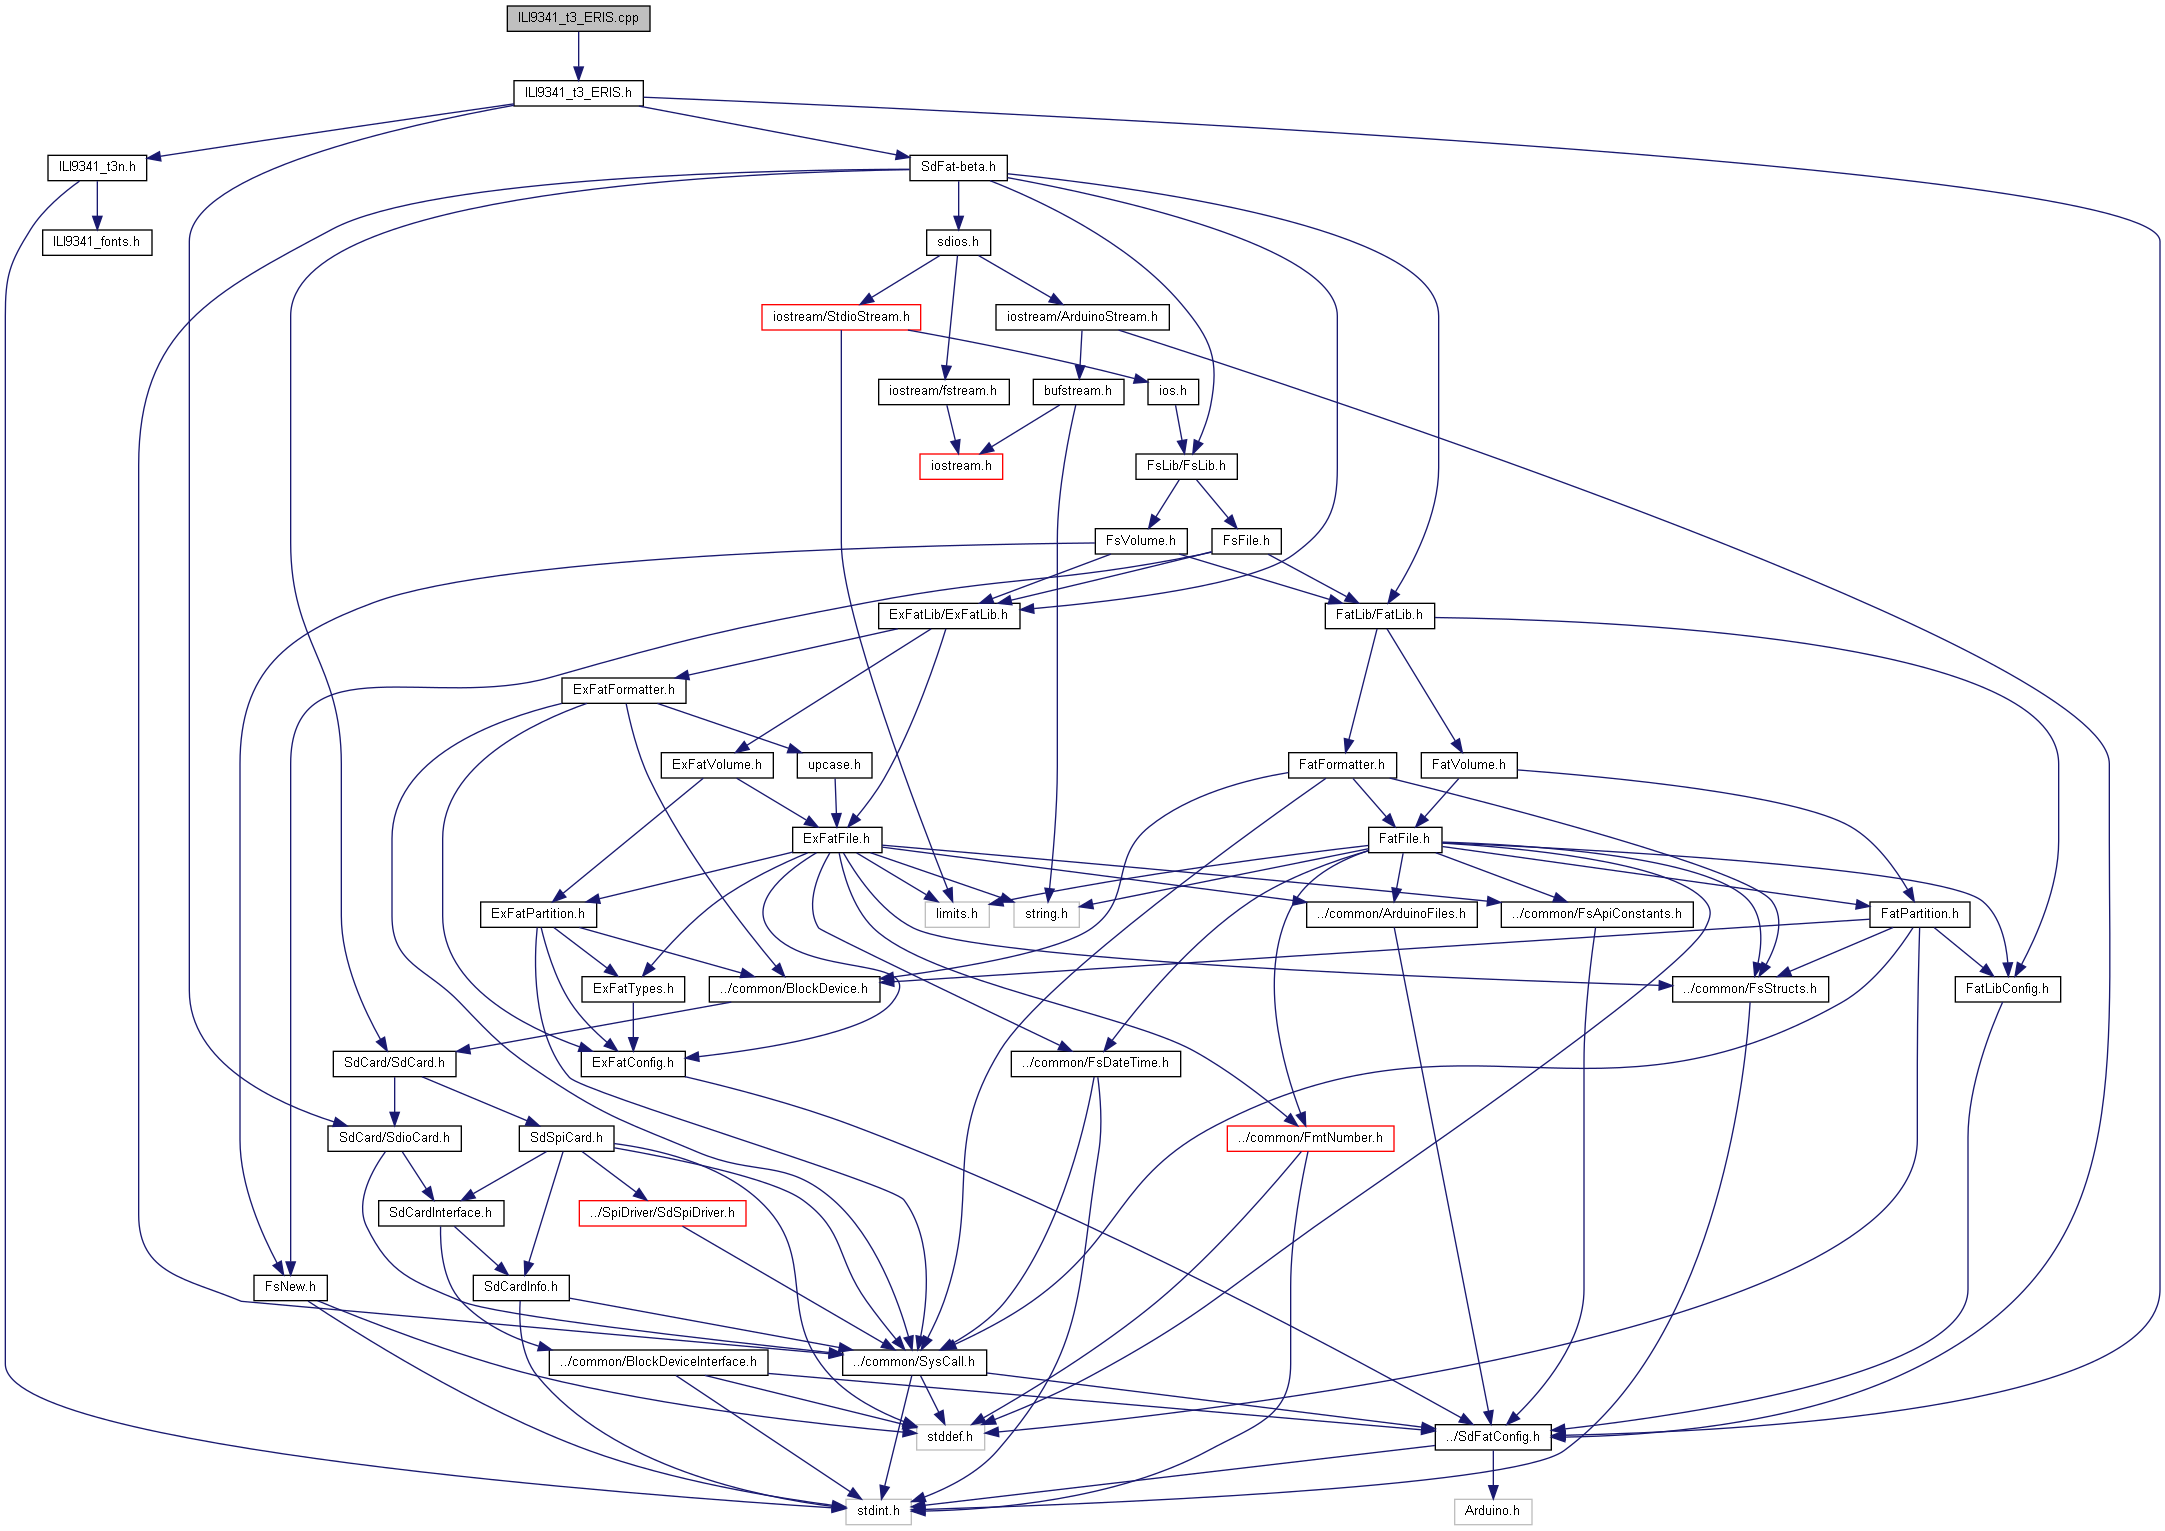 ILI9341_t3_ERIS.cpp
ILI9341_t3_ERIS.h
ILI9341_t3n.h
SdFat-beta.h
ILI9341_fonts.h
sdios.h
iostream/StdioStream.h
iostream/ArduinoStream.h
iostream/fstream.h
bufstream.h
ios.h
iostream.h
FsLib/FsLib.h
FsVolume.h
FsFile.h
ExFatLib/ExFatLib.h
FatLib/FatLib.h
ExFatFormatter.h
ExFatVolume.h
upcase.h
FatFormatter.h
FatVolume.h
ExFatFile.h
FatFile.h
ExFatPartition.h
limits.h
string.h
../common/ArduinoFiles.h
../common/FsApiConstants.h
FatPartition.h
ExFatTypes.h
../common/BlockDevice.h
../common/FsStructs.h
FatLibConfig.h
SdCard/SdCard.h
ExFatConfig.h
../common/FsDateTime.h
SdCard/SdioCard.h
SdSpiCard.h
../common/FmtNumber.h
SdCardInterface.h
../SpiDriver/SdSpiDriver.h
FsNew.h
SdCardInfo.h
../common/BlockDeviceInterface.h
../common/SysCall.h
stddef.h
../SdFatConfig.h
stdint.h
Arduino.h